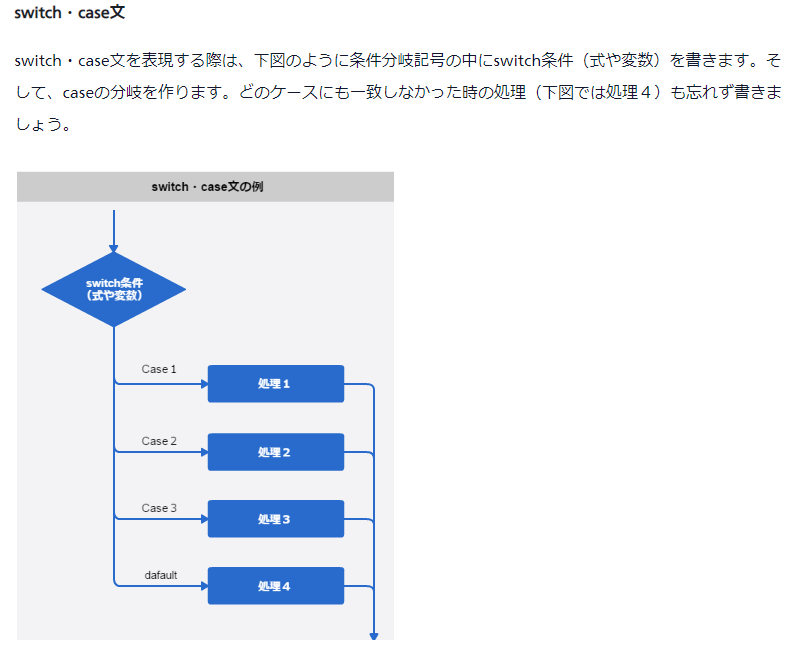 switch・case文
switch・case文を表現する際は、下図のように条件分岐記号の中にswitch条件（式や変数）を書きます。そ
して、caseの分岐を作ります。どのケースにも一致しなかった時の処理（下図では処理４）も忘れず書きま
しょう。
switch・case文の例
switch条件
（式や変数）
Case 1
処理１
Case 2
処理２
Case 3
処理３
dafault
処理４